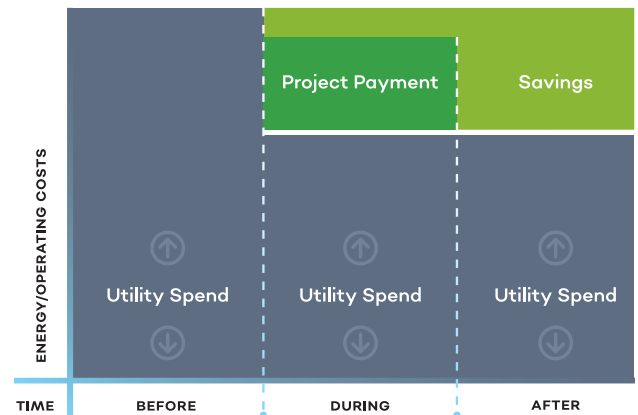 Project Payment
Savings
ENERGY/OPERATING COSTS
Utility Spend
Utility Spend
Utility Spend
TIME
BEFORE
DURING
AFTER